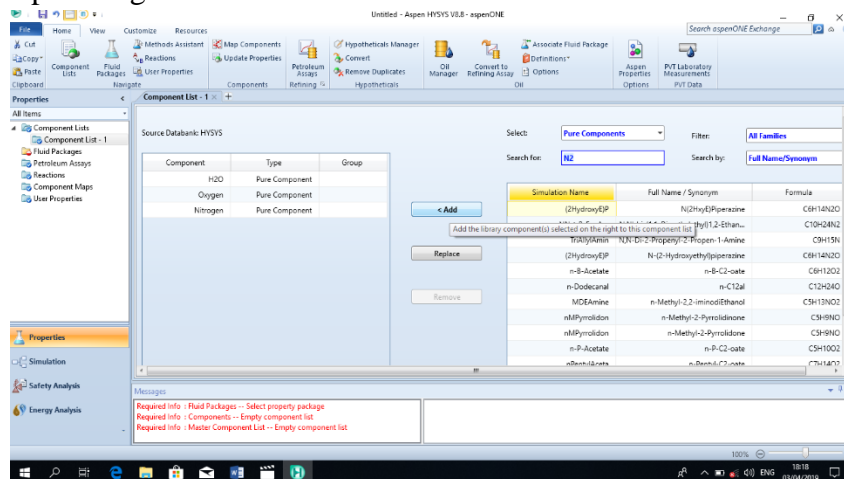 Untitled - Aspen HYSYS V8.8 - aspenONE
File Home View Customize Resources
Search aspenONE Exchange
Cut
Copy
Paste
Clipboard
Component Lists
Fluid Packages
Navigate
Methods Assistant
Reactions
User Properties
Map Components
Update Properties
Components
Petroleum Assays
Refining
Hypotheticals Manager
Convert
Remove Duplicates
Hypotheticals
Oil Manager
Convert to Refining Assay
Associate Fluid Package
Definitions
Options
Oil
Aspen Properties
Options
PVT Laboratory Measurements
PVT Data
Properties <
All Items
Component Lists
Component List - 1
Fluid Packages
Petroleum Assays
Reactions
Component Maps
User Properties
Properties
Simulation
Safety Analysis
Energy Analysis
Component List - 1 × +
Source Databank: HYSYS
Component Type Group
H2O Pure Component
Oxygen Pure Component
Nitrogen Pure Component
< Add
Add the library component(s) selected on the right to this component list
Replace
Remove
Select: Pure Components Filter: All Families
Search for: N2 Search by: Full Name/Synonym
Simulation Name Full Name / Synonym Formula
(2HydroxyE)P N(2HxyE)Piperazine C6H14N2O
C10H24N2
TriAllylAmin N,N-Di-2-Propenyl-2-Propen-1-Amine C9H15N
(2HydroxyE)P N-(2-Hydroxyethyl)piperazine C6H14N2O
n-B-Acetate n-B-C2-oate C6H12O2
n-Dodecanal n-C12al C12H24O
MDEAmine n-Methyl-2,2-iminodiEthanol C5H13NO2
nMPyrrolidon n-Methyl-2-Pyrrolidinone C5H9NO
nMPyrrolidon n-Methyl-2-Pyrrolidone C5H9NO
n-P-Acetate n-P-C2-oate C5H10O2
nPentylAceta n-Pentyl-C2-oate C7H14O2
Messages
Required Info : Fluid Packages -- Select property package
Required Info : Components -- Empty component list
Required Info : Master Component List -- Empty component list
100%
ENG
18:18
03/04/2019